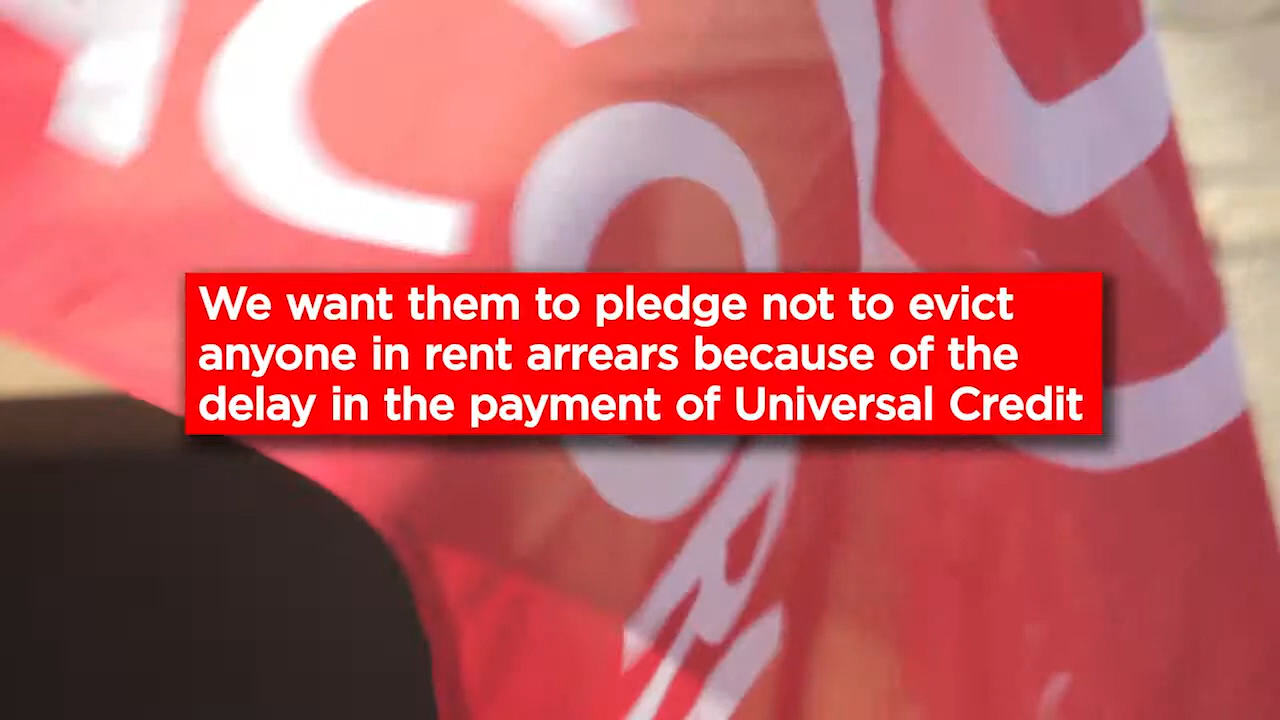 We want them to pledge not to evict
anyone in rent arrears because of the
delay in the payment of Universal Credit